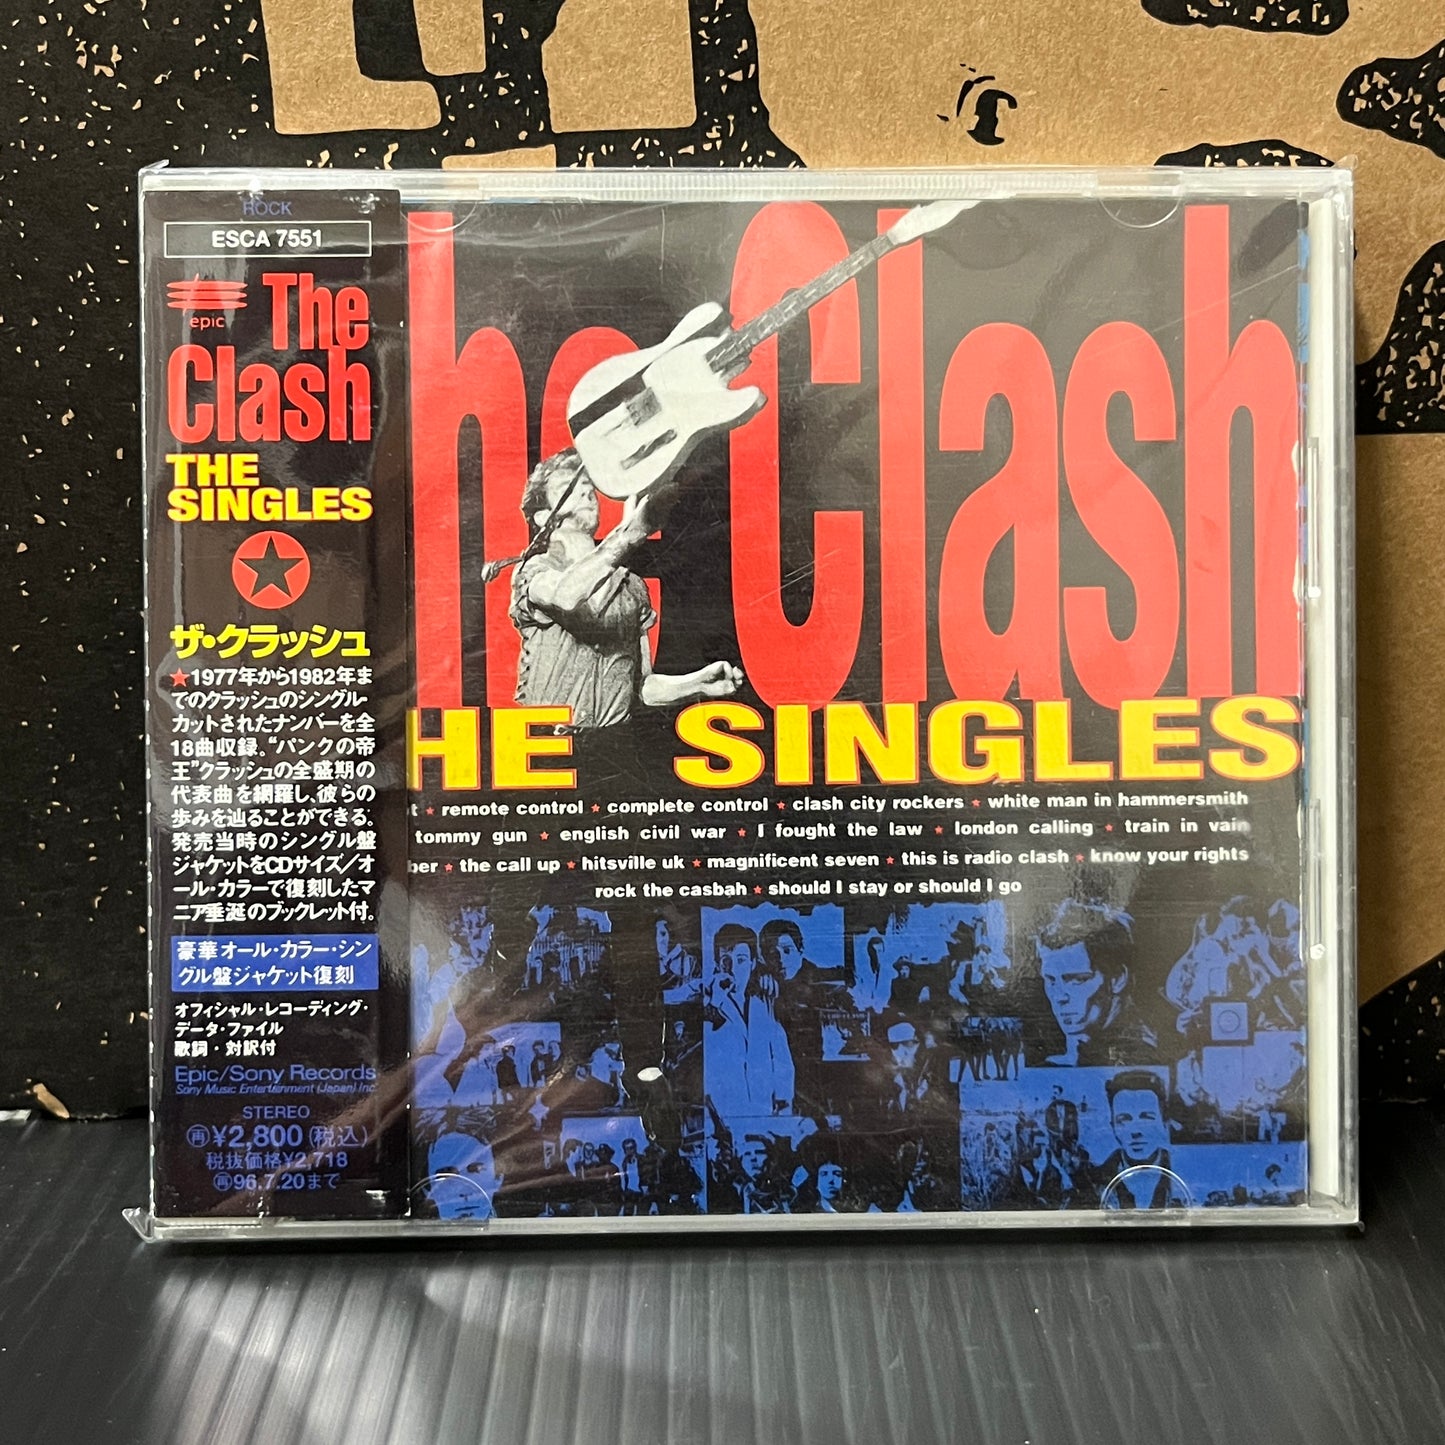 ROCK
ESCA 7551
epic
The
Clash
THE
SINGLES
ザ・クラッシュ
★1977年から1982年ま
でのクラッシュのシングル・
カットされたナンバーを全
18曲収録。“パンクの帝
王”クラッシュの全盛期の
代表曲を網羅し、彼らの
歩みを辿ることができる。
発売当時のシングル盤
ジャケットをCDサイズ／オ
ール・カラーで復刻したマ
ニア垂涎のブックレット付。
豪華オール・カラー・シン
グル盤ジャケット復刻
オフィシャル・レコーディング・
データ・ファイル
歌詞・対訳付
Epic/Sony Records
Sony Music Entertainment (Japan) Inc.
STEREO
再¥2,800(税込)
税抜価格¥2,718
再96.7.20まで
he Clash
HE SINGLES
t ★ remote control ★ complete control ★ clash city rockers ★ white man in hammersmith
tommy gun ★ english civil war ★ I fought the law ★ london calling ★ train in vain
ber ★ the call up ★ hitsville uk ★ magnificent seven ★ this is radio clash ★ know your rights
rock the casbah ★ should I stay or should I go